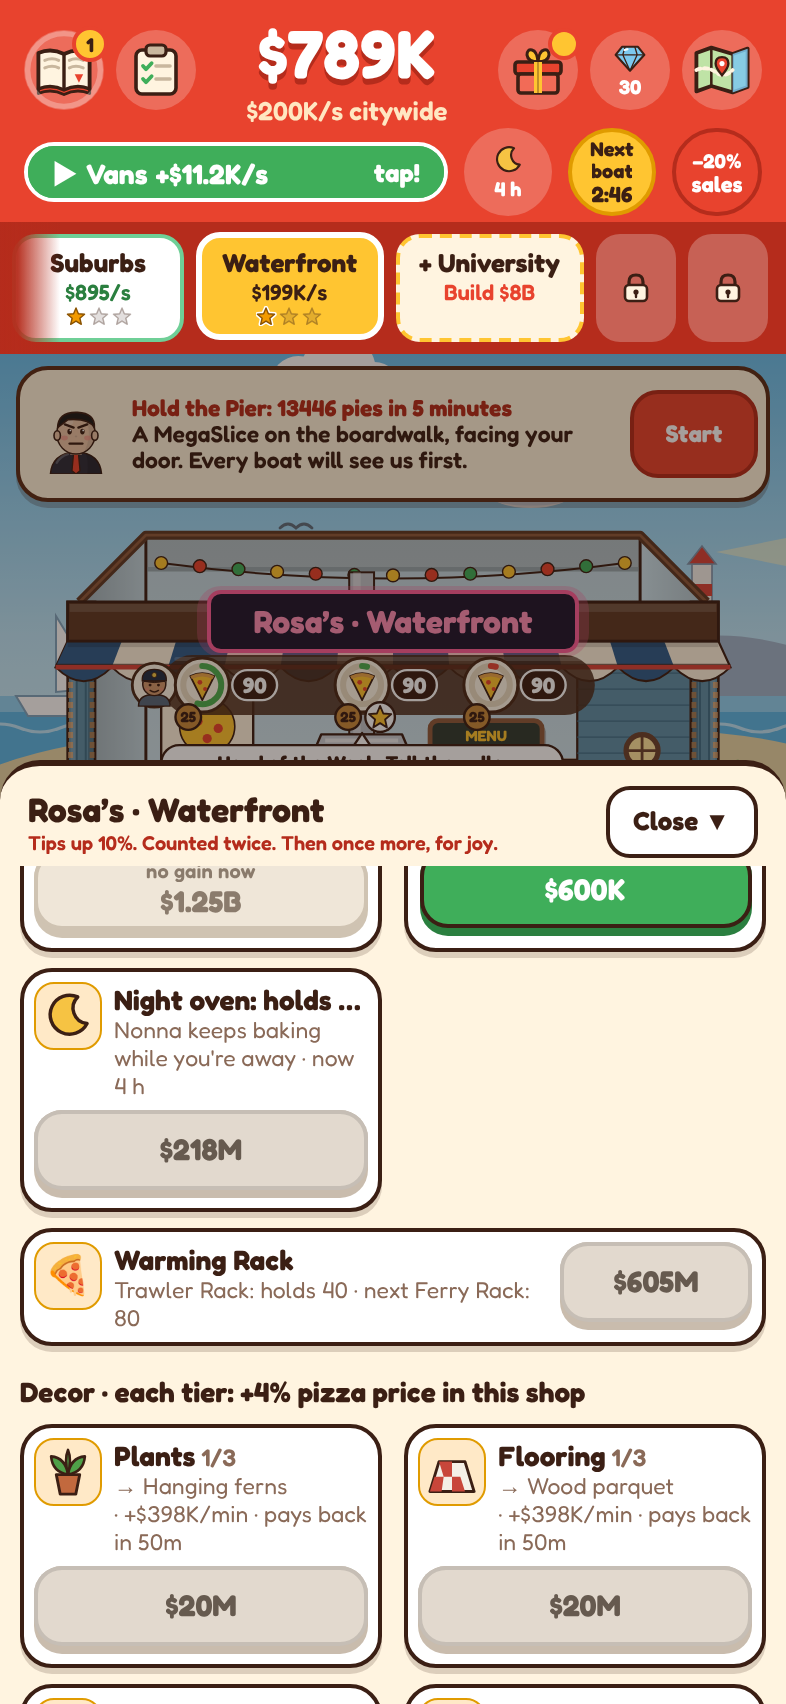 1
$789K
$200K/s citywide
30
Vans +$11.2K/s
tap!
4 h
Next
boat
2:46
-20%
sales
Suburbs
$895/s
Waterfront
$199K/s
+ University
Build $8B
Hold the Pier: 13446 pies in 5 minutes
A MegaSlice on the boardwalk, facing your
door. Every boat will see us first.
Start
Rosa's · Waterfront
90
90
90
25
25
25
MENU
Rosa's · Waterfront
Tips up 10%. Counted twice. Then once more, for joy.
Close ▼
no gain now
$1.25B
$600K
Night oven: holds ...
Nonna keeps baking
while you're away · now
4 h
$218M
Warming Rack
Trawler Rack: holds 40 · next Ferry Rack:
80
$605M
Decor · each tier: +4% pizza price in this shop
Plants 1/3
→ Hanging ferns
· +$398K/min · pays back
in 50m
$20M
Flooring 1/3
→ Wood parquet
· +$398K/min · pays back
in 50m
$20M